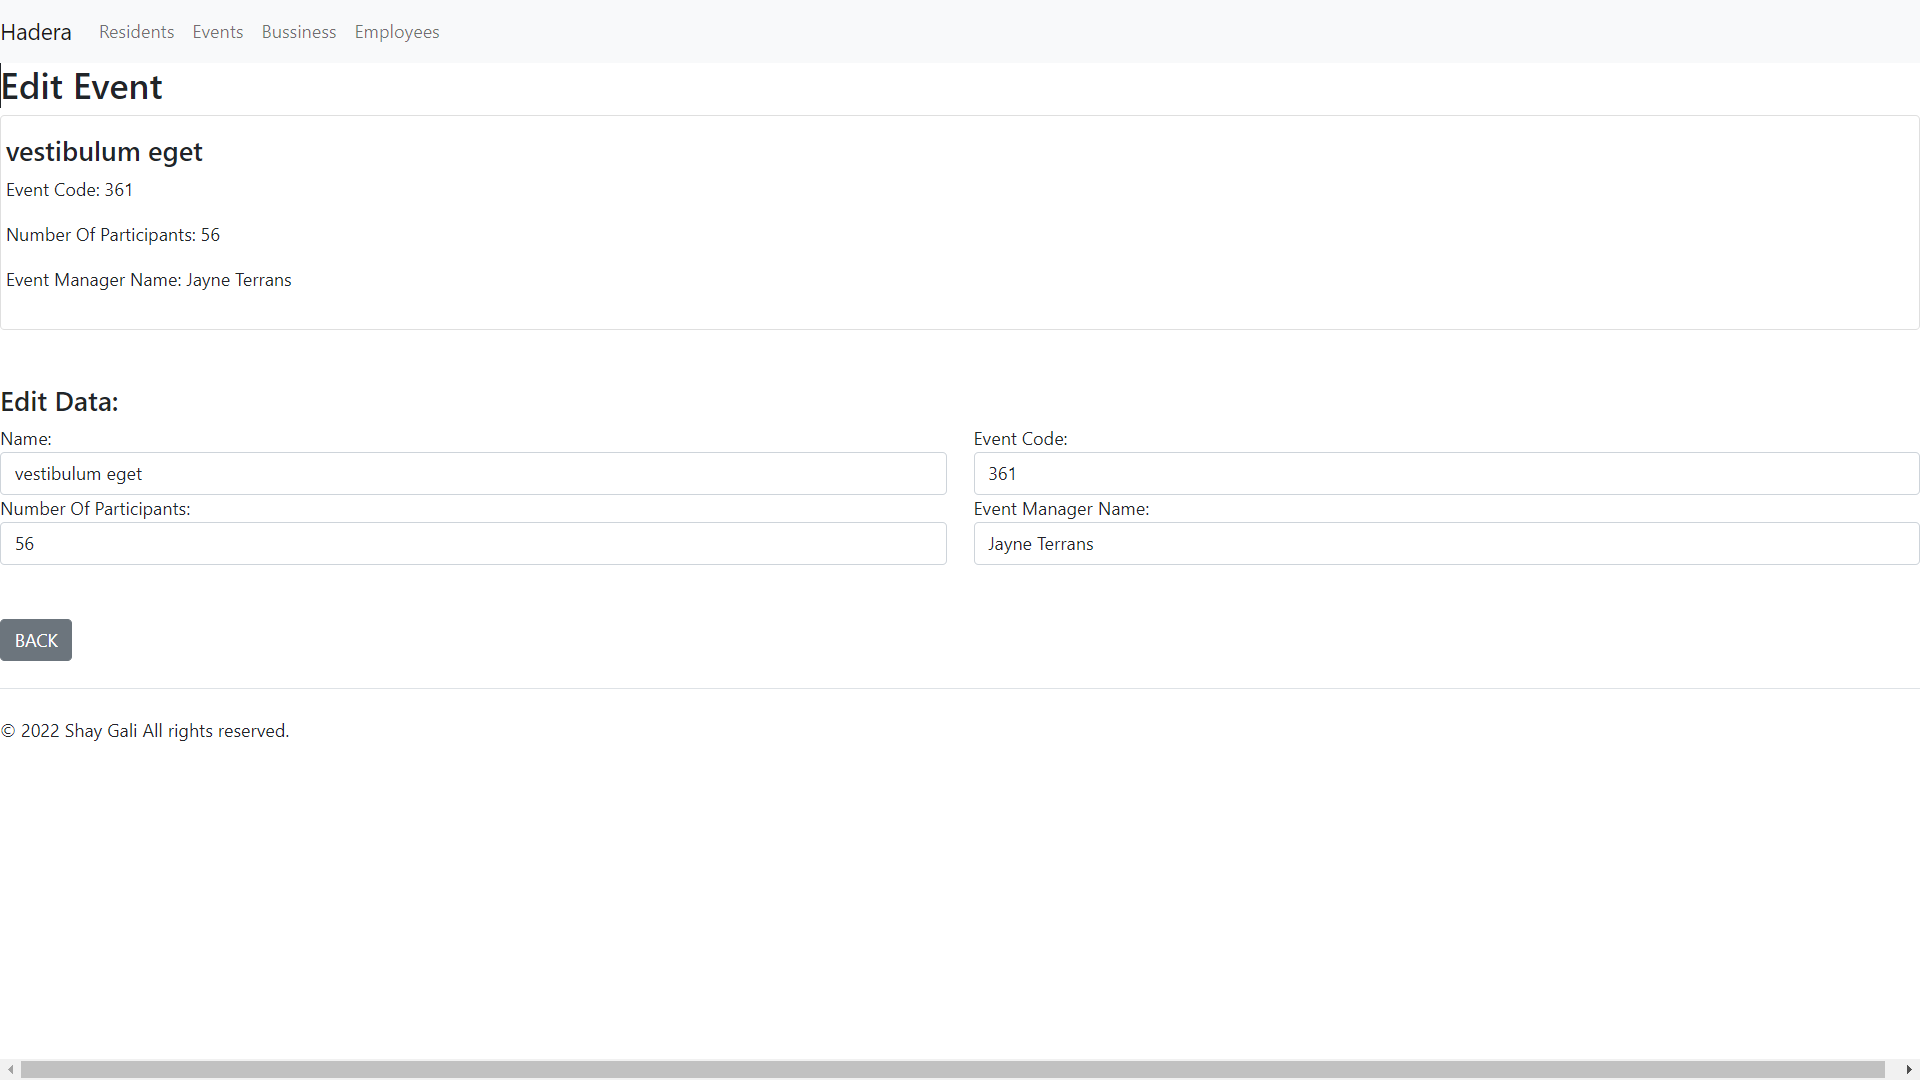 Hadera Residents Events Bussiness Employees
Edit Event
vestibulum eget
Event Code: 361
Number Of Participants: 56
Event Manager Name: Jayne Terrans
Edit Data:
Name:
vestibulum eget
Event Code:
361
Number Of Participants:
56
Event Manager Name:
Jayne Terrans
BACK
© 2022 Shay Gali All rights reserved.